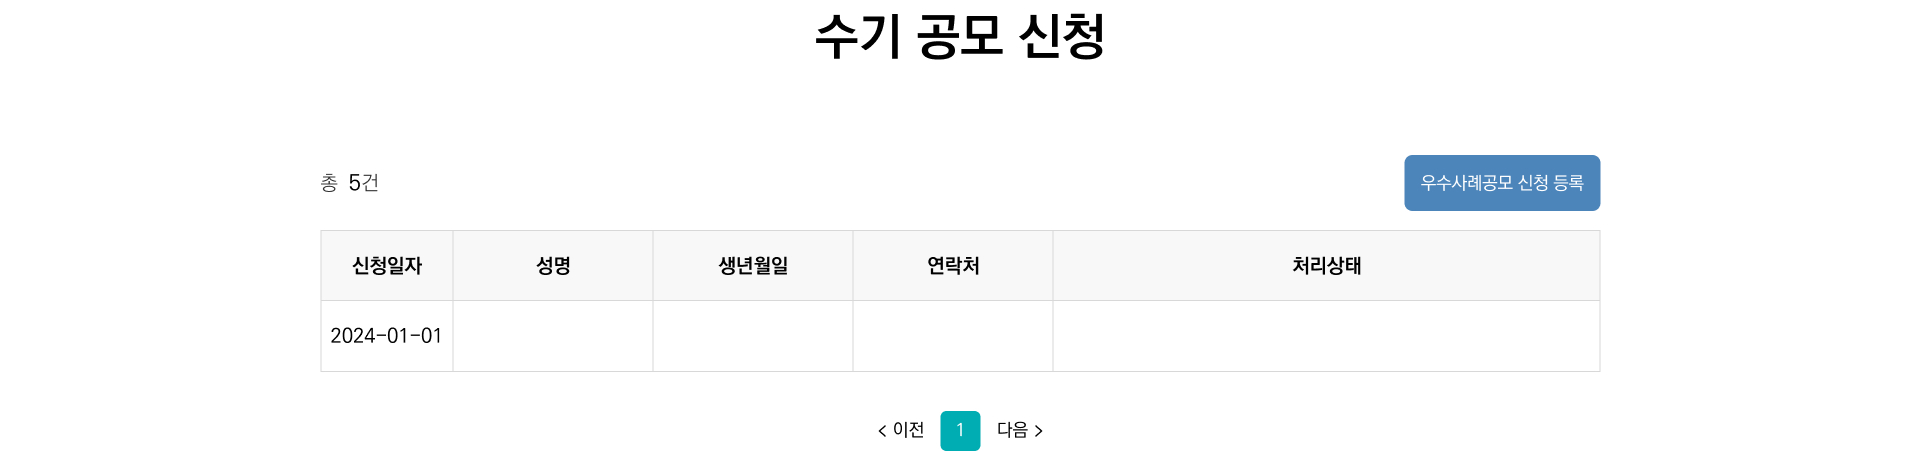 수기 공모 신청
총 5건
우수사례공모 신청 등록
신청일자 성명 생년월일 연락처 처리상태
2024-01-01
< 이전 1 다음 >